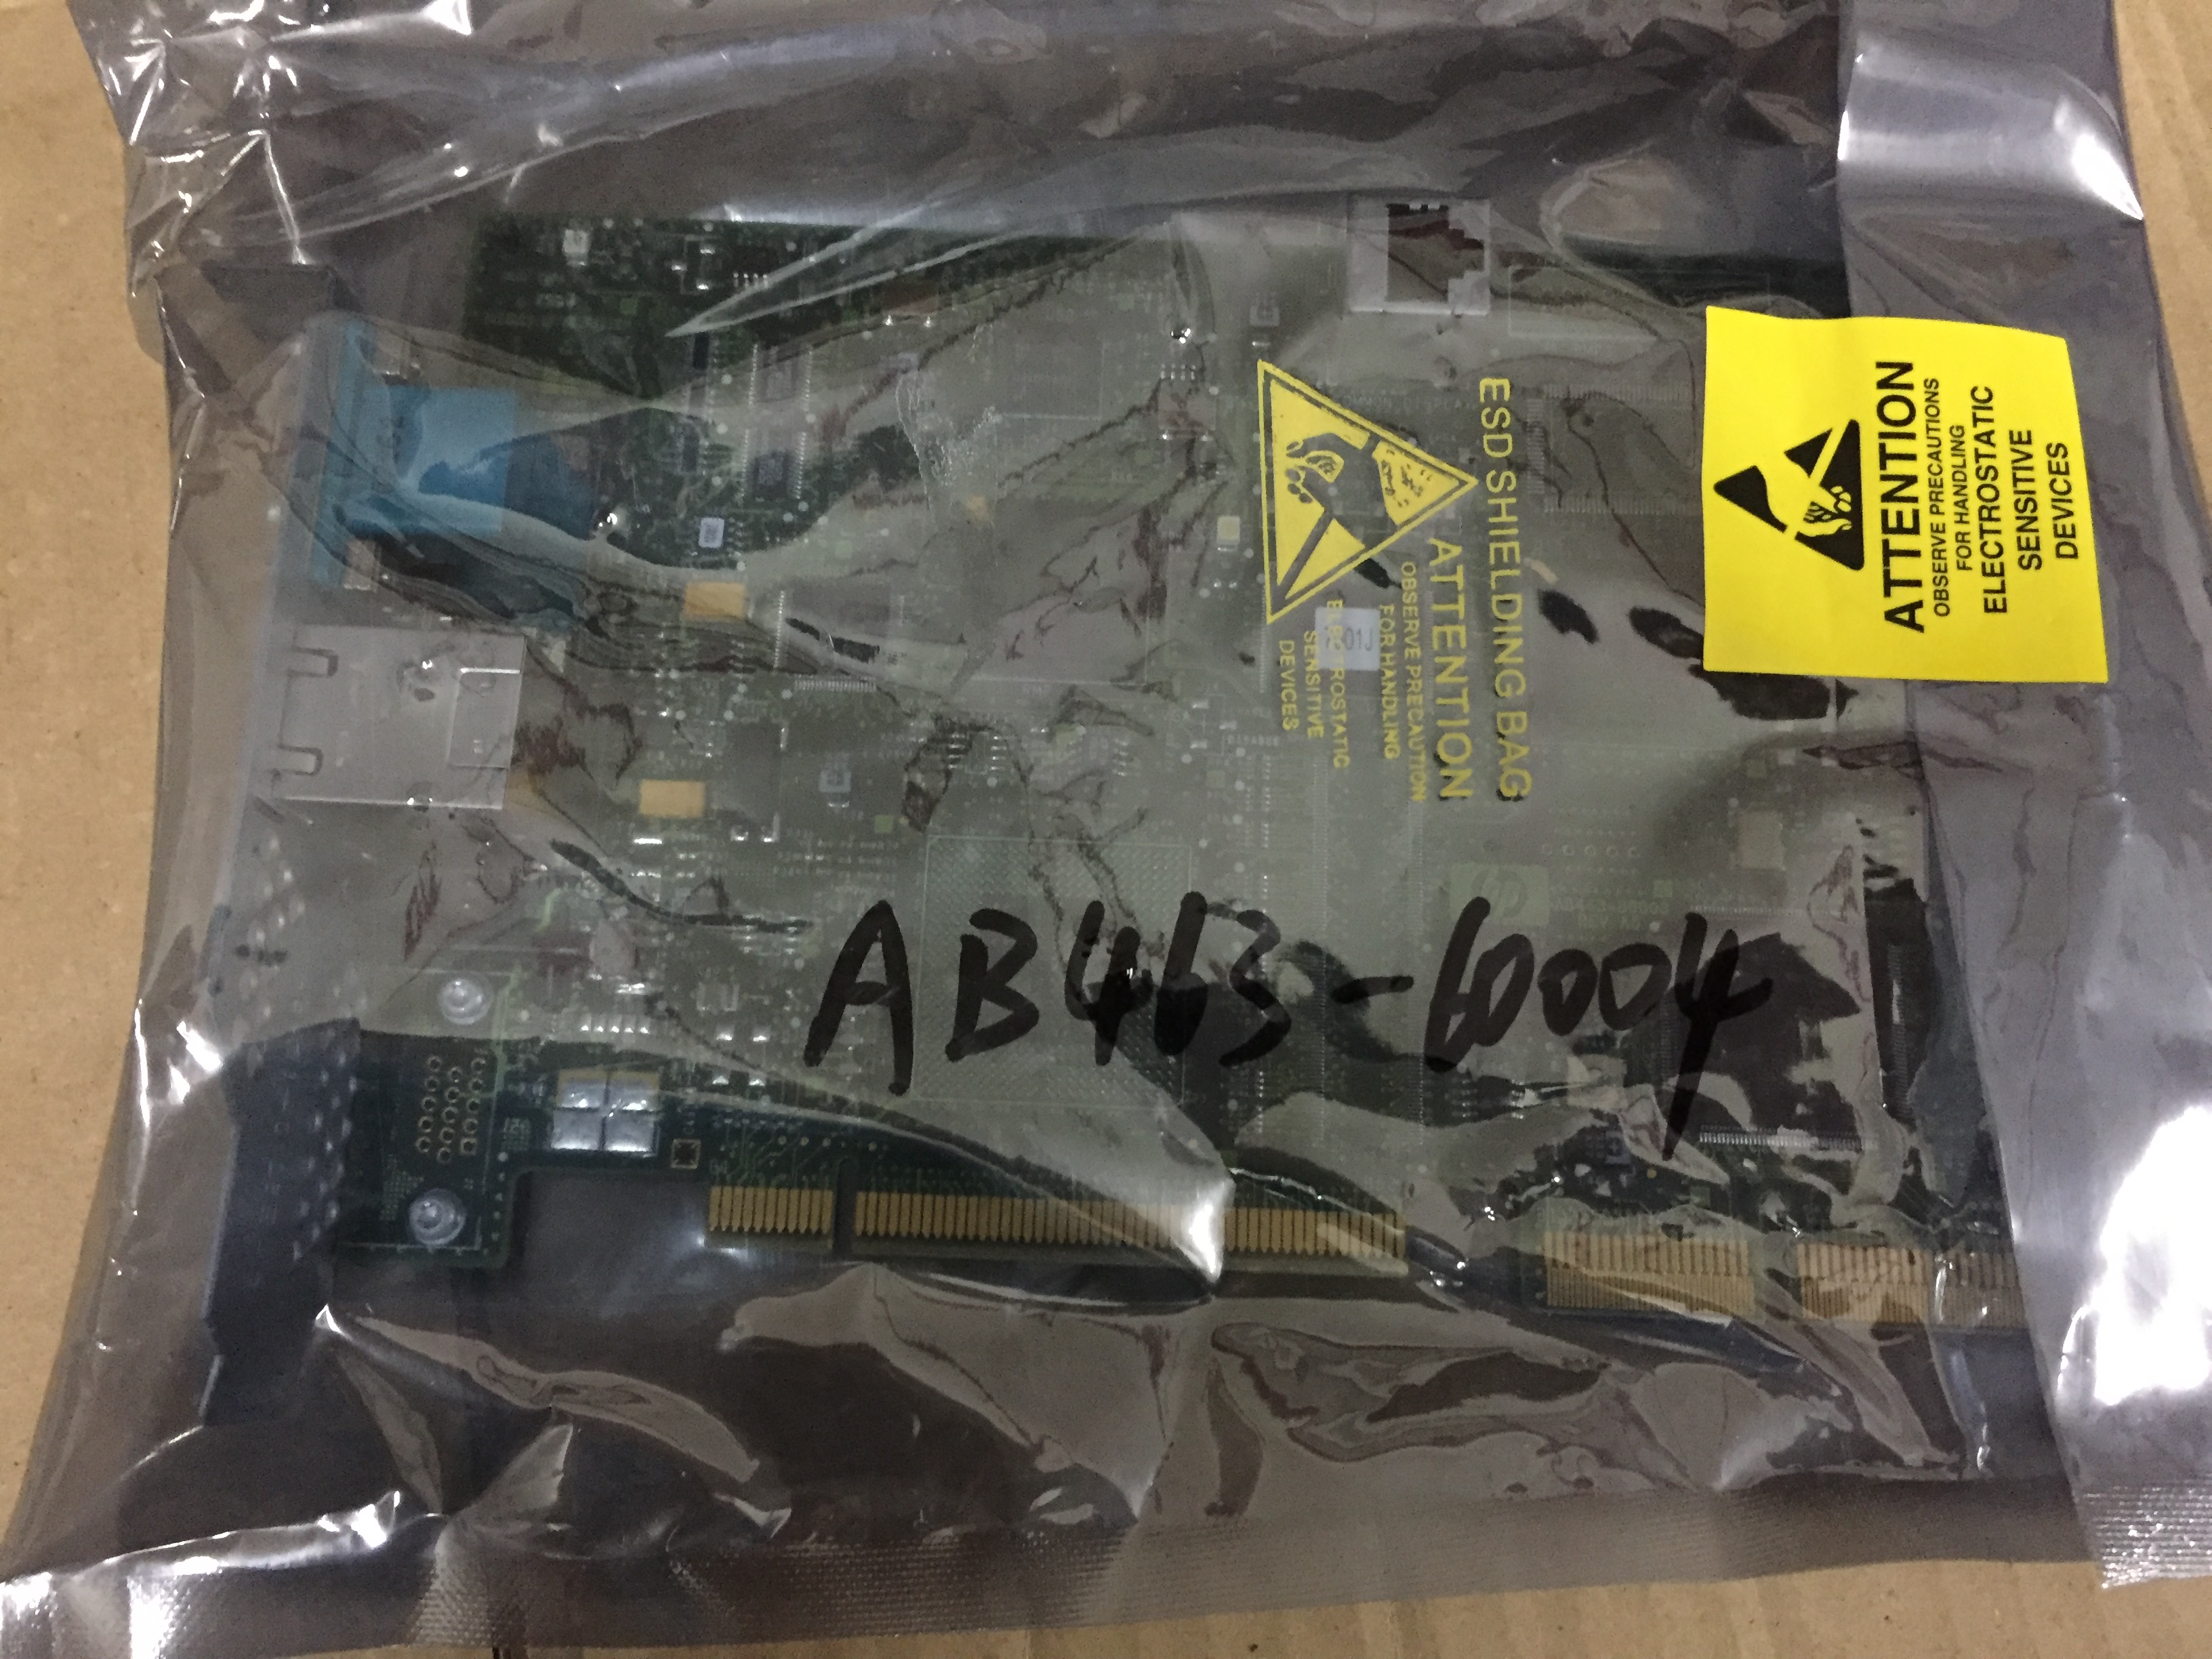 ESD SHIELDING BAG
ATTENTION
OBSERVE PRECAUTION
FOR HANDLING
ELECTROSTATIC
SENSITIVE
DEVICES
ATTENTION
OBSERVE PRECAUTIONS
FOR HANDLING
ELECTROSTATIC
SENSITIVE
DEVICES
AB463-60004